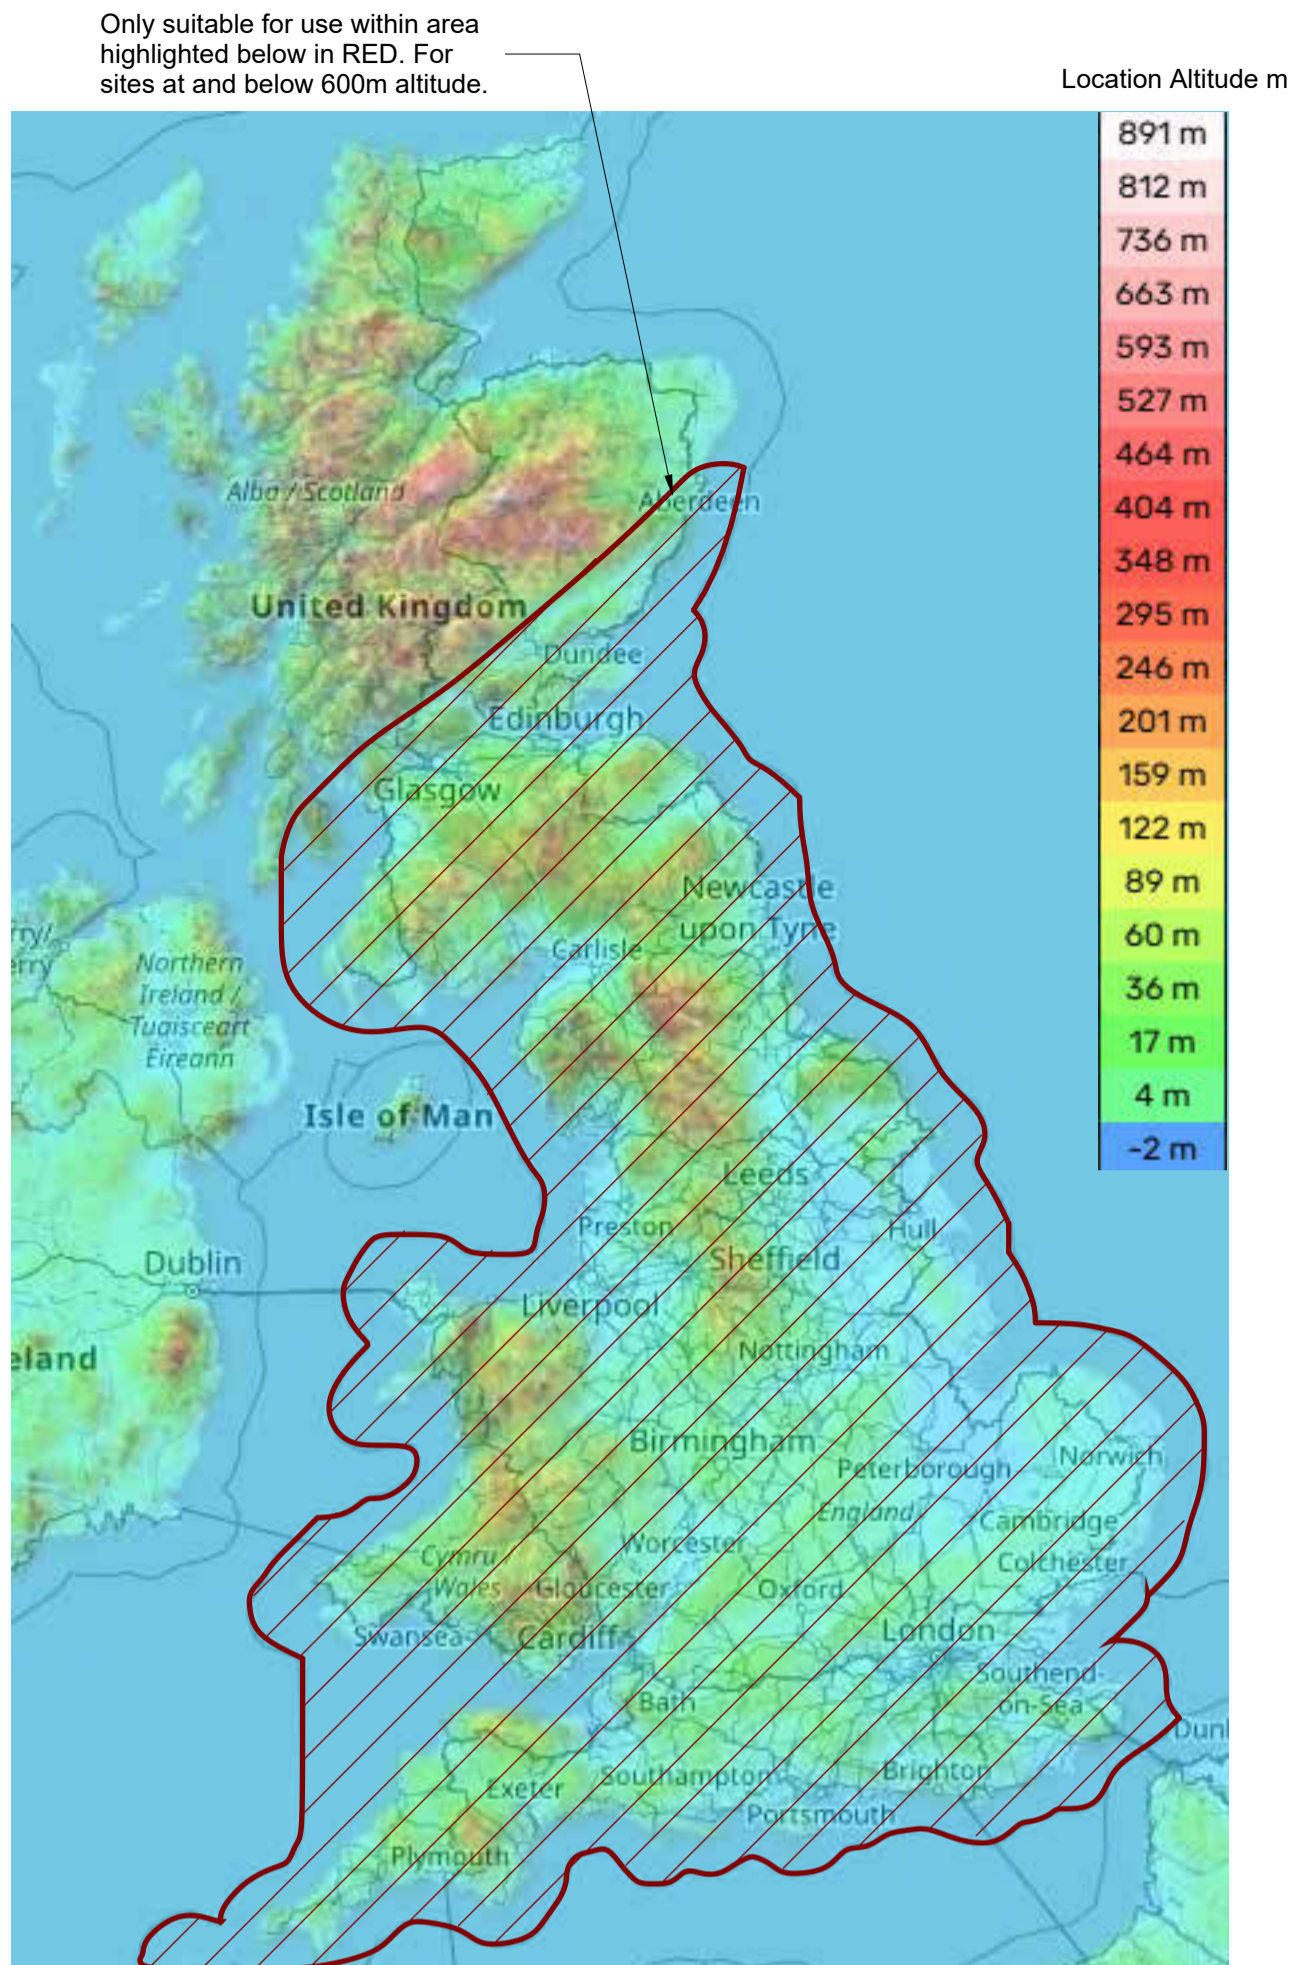 Only suitable for use within area
highlighted below in RED. For
sites at and below 600m altitude.
Location Altitude m
891 m
812 m
736 m
663 m
593 m
527 m
464 m
404 m
348 m
295 m
246 m
201 m
159 m
122 m
89 m
60 m
36 m
17 m
4 m
-2 m
Alba / Scotland
Aberdeen
United Kingdom
Dundee
Edinburgh
Glasgow
Newcastle
upon Tyne
Carlisle
rry/
erry
Northern
Ireland /
Tuaisceart
Éireann
Isle of Man
Leeds
Preston
Hull
Sheffield
Dublin
Liverpool
Nottingham
eland
Birmingham
Norwich
Peterborough
England
Cambridge
Worcester
Colchester
Cymru /
Wales
Gloucester
Oxford
London
Swansea
Cardiff
Southend-
on-Sea
Bath
Dunl
Exeter
Southampton
Brighton
Portsmouth
Plymouth